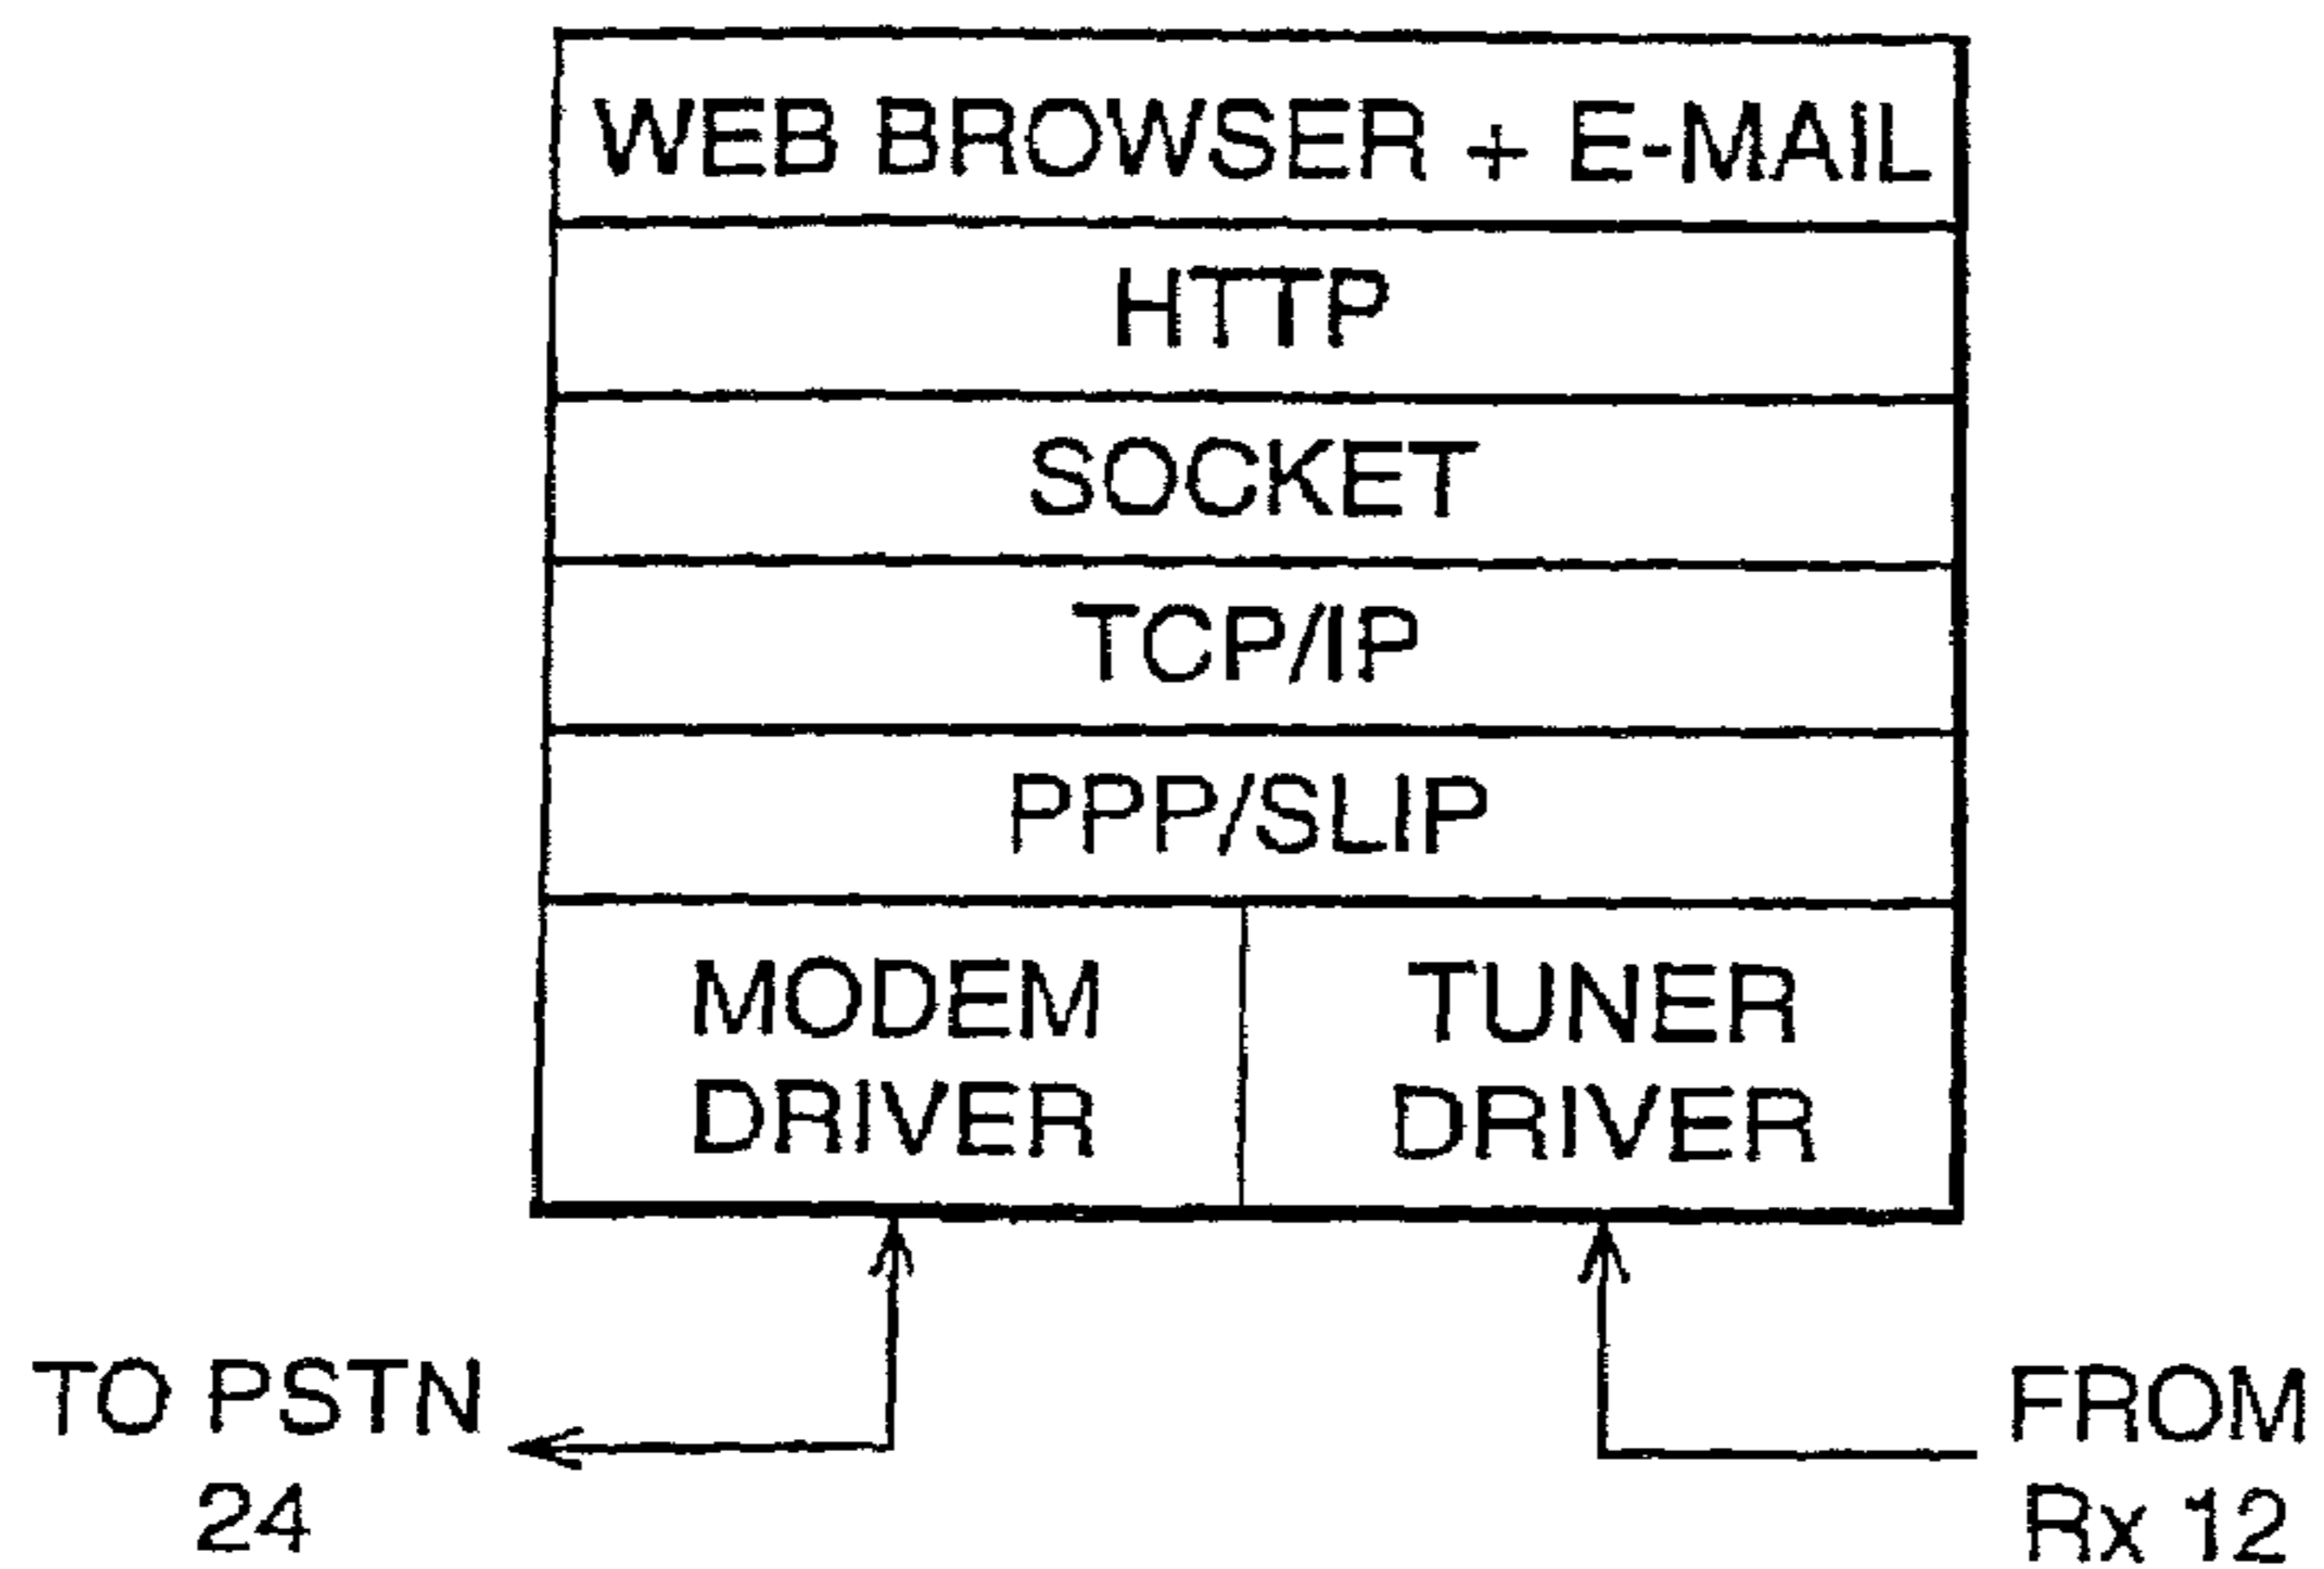 WEB BROWSER + E-MAIL
HTTP
SOCKET
TCP/IP
PPP/SLIP
MODEM
DRIVER
TUNER
DRIVER
TO PSTN
24
FROM
Rx 12